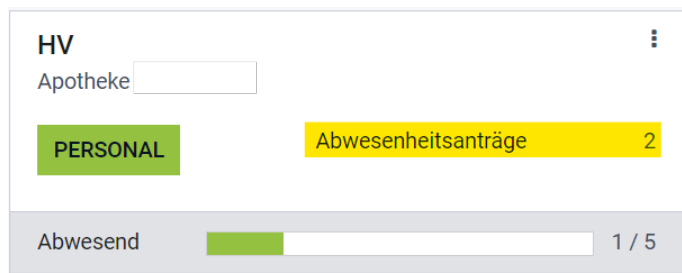 HV
Apotheke
PERSONAL
Abwesenheitsanträge 2
Abwesend 1 / 5